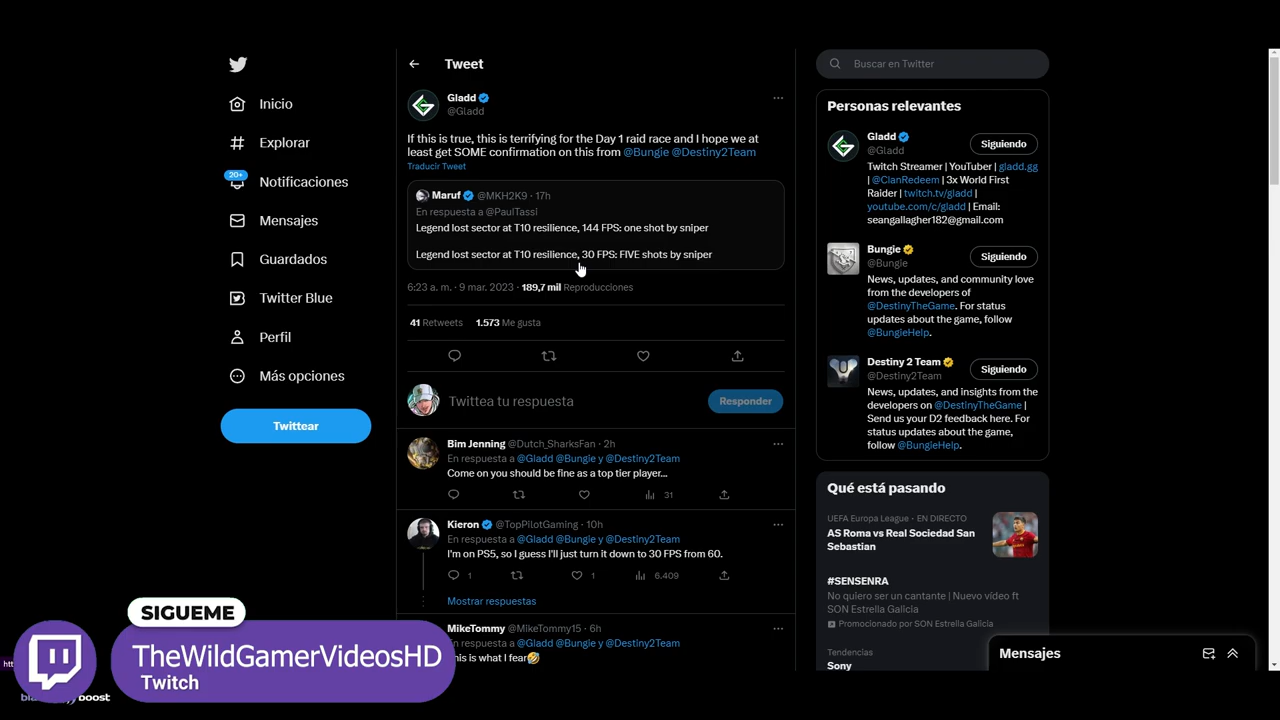 Tweet
Gladd
@Gladd
If this is true, this is terrifying for the Day 1 raid race and I hope we at
least get SOME confirmation on this from @Bungie @Destiny2Team
Traducir Tweet
Maruf @MKH2K9 · 17h
En respuesta a @PaulTassi
Legend lost sector at T10 resilience, 144 FPS: one shot by sniper
Legend lost sector at T10 resilience, 30 FPS: FIVE shots by sniper
6:23 a. m. · 9 mar. 2023 · 189,7 mil Reproducciones
41 Retweets 1.573 Me gusta
Twittea tu respuesta
Responder
Bim Jenning @Dutch_SharksFan · 2h
En respuesta a @Gladd @Bungie y @Destiny2Team
Come on you should be fine as a top tier player...
31
Kieron @TopPilotGaming · 10h
En respuesta a @Gladd @Bungie y @Destiny2Team
I'm on PS5, so I guess I'll just turn it down to 30 FPS from 60.
1 1 6.409
Mostrar respuestas
MikeTommy @MikeTommy15 · 6h
En respuesta a @Gladd @Bungie y @Destiny2Team
This is what I fear🤣
Inicio
Explorar
20+
Notificaciones
Mensajes
Guardados
Twitter Blue
Perfil
Más opciones
Twittear
Buscar en Twitter
Personas relevantes
Gladd
@Gladd
Siguiendo
Twitch Streamer | YouTuber | gladd.gg
| @ClanRedeem | 3x World First
Raider | twitch.tv/gladd |
youtube.com/c/gladd | Email:
seangallagher182@gmail.com
Bungie
@Bungie
Siguiendo
News, updates, and community love
from the developers of
@DestinyTheGame. For status
updates about the game, follow
@BungieHelp.
Destiny 2 Team
@Destiny2Team
Siguiendo
News, updates, and insights from the
developers on @DestinyTheGame |
Send us your D2 feedback here. For
status updates about the game,
follow @BungieHelp.
Qué está pasando
UEFA Europa League · EN DIRECTO
AS Roma vs Real Sociedad San
Sebastian
#SENSENRA
No quiero ser un cantante | Nuevo vídeo ft
SON Estrella Galicia
Promocionado por SON Estrella Galicia
Tendencias
Sony
Mensajes
SIGUEME
TheWildGamerVideosHD
Twitch
boost